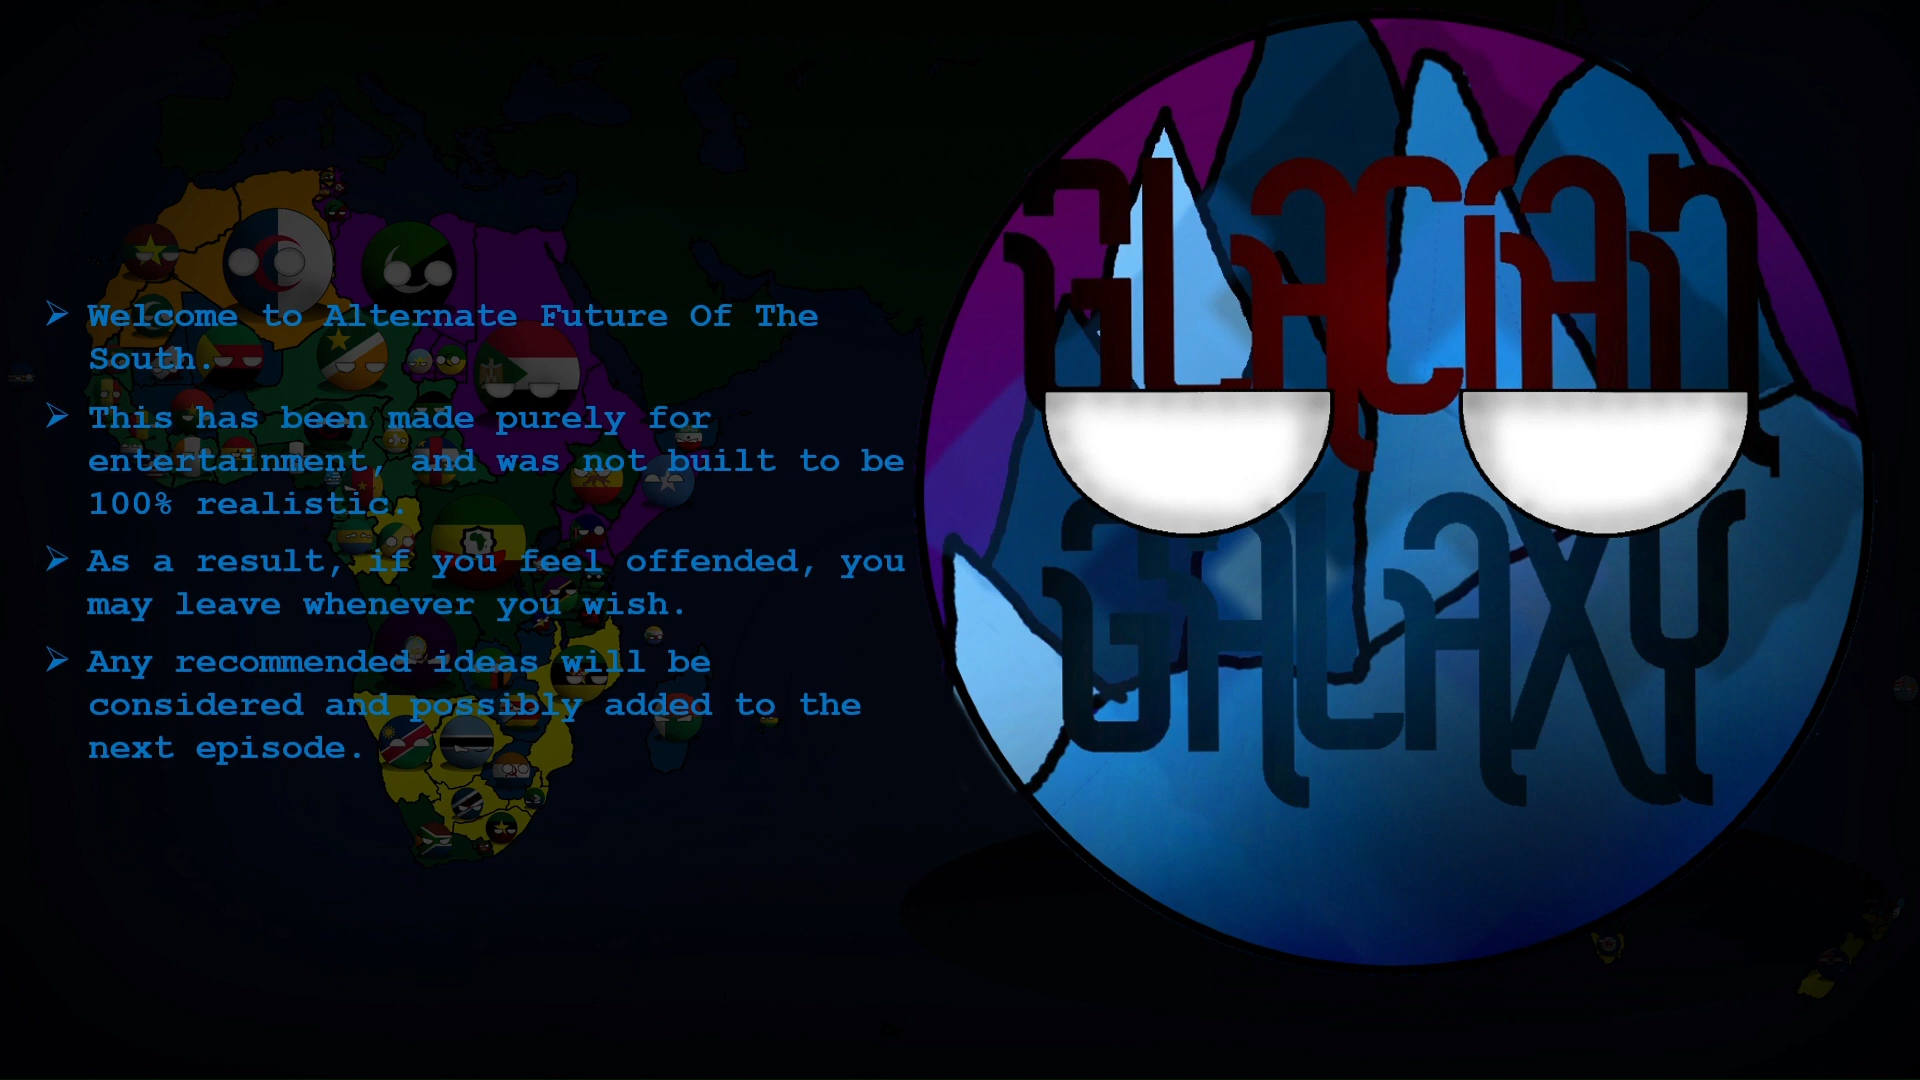 ➢ Welcome to Alternate Future Of The
South.
➢ This has been made purely for
entertainment, and was not built to be
100% realistic.
➢ As a result, if you feel offended, you
may leave whenever you wish.
➢ Any recommended ideas will be
considered and possibly added to the
next episode.
GLACIAN
GALAXY